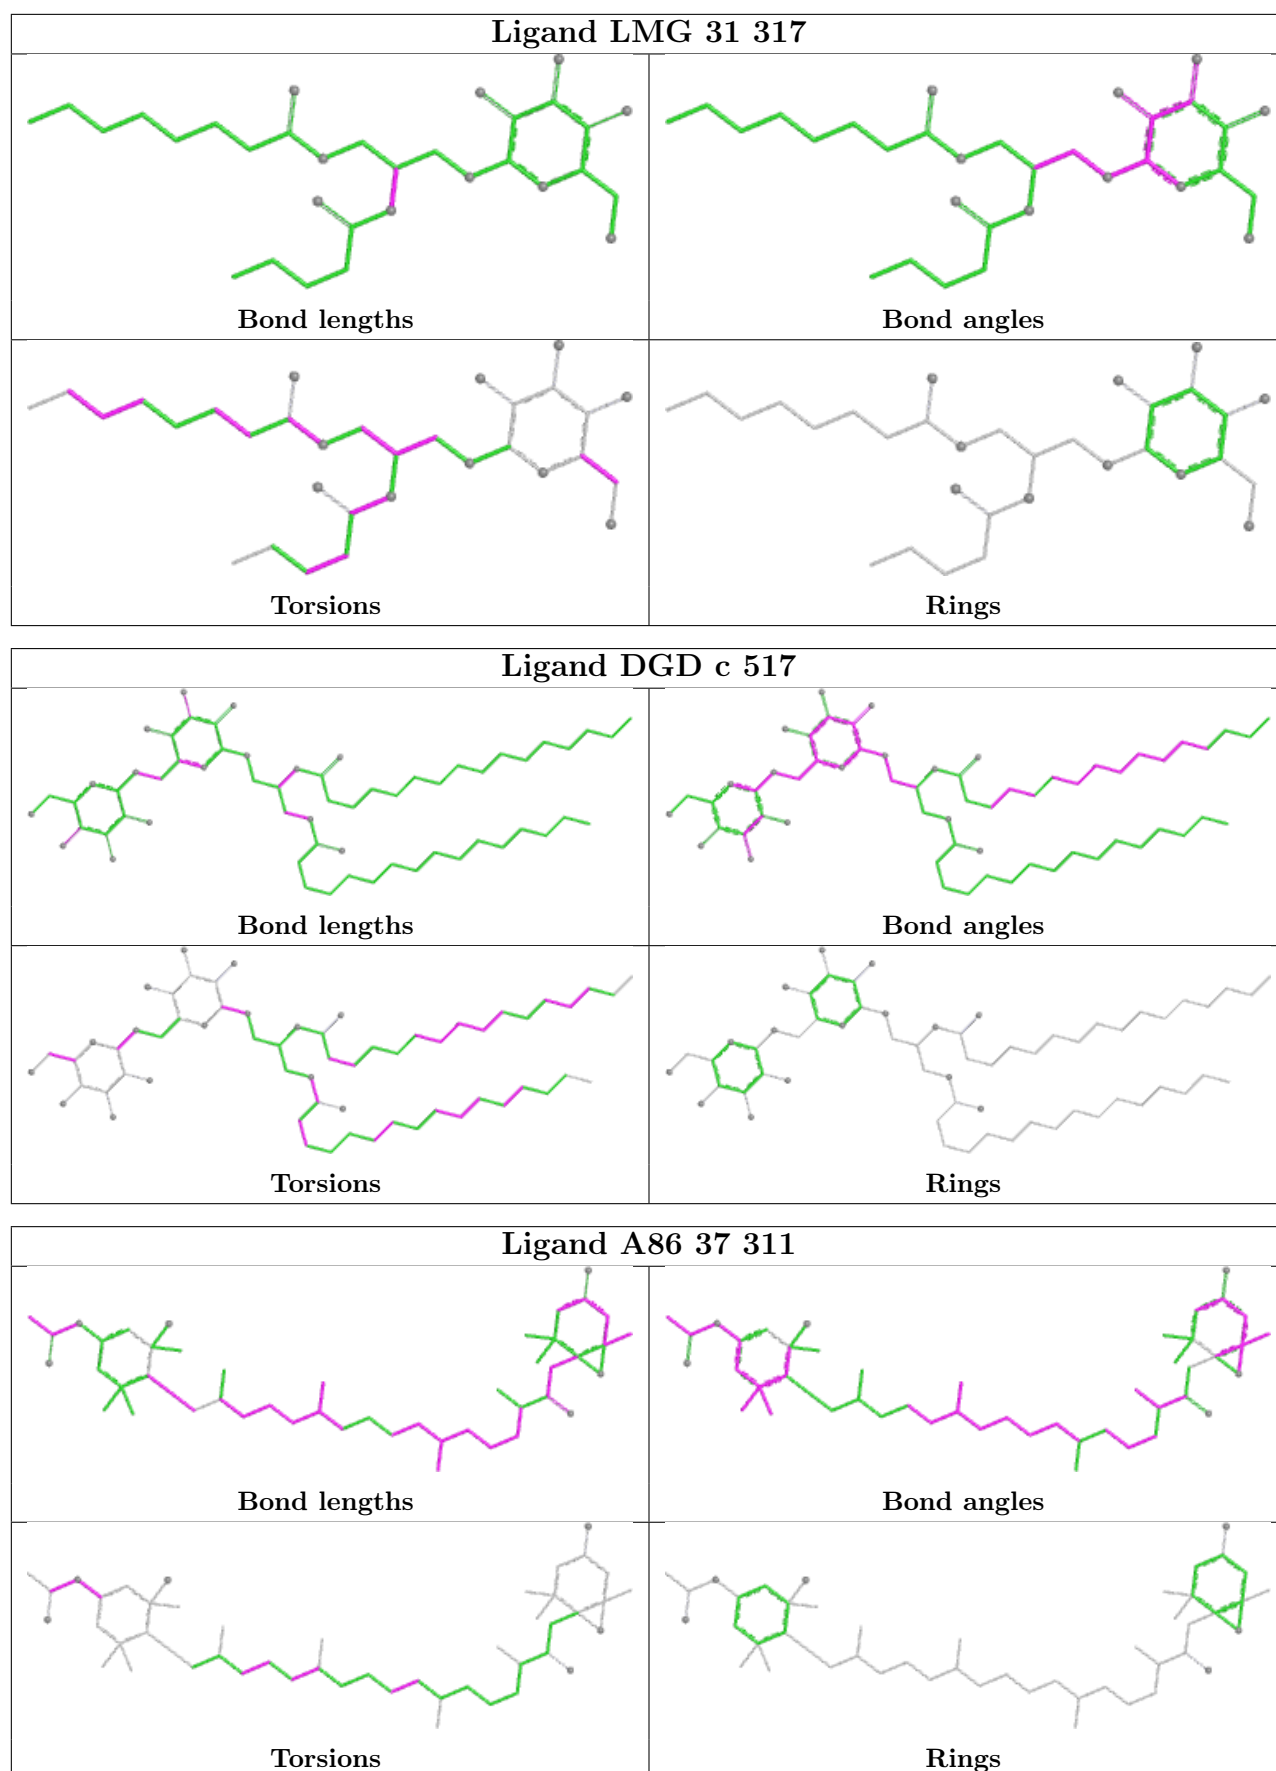 Ligand LMG 31 317
Bond lengths
Bond angles
Torsions
Rings
Ligand DGD c 517
Bond lengths
Bond angles
Torsions
Rings
Ligand A86 37 311
Bond lengths
Bond angles
Torsions
Rings